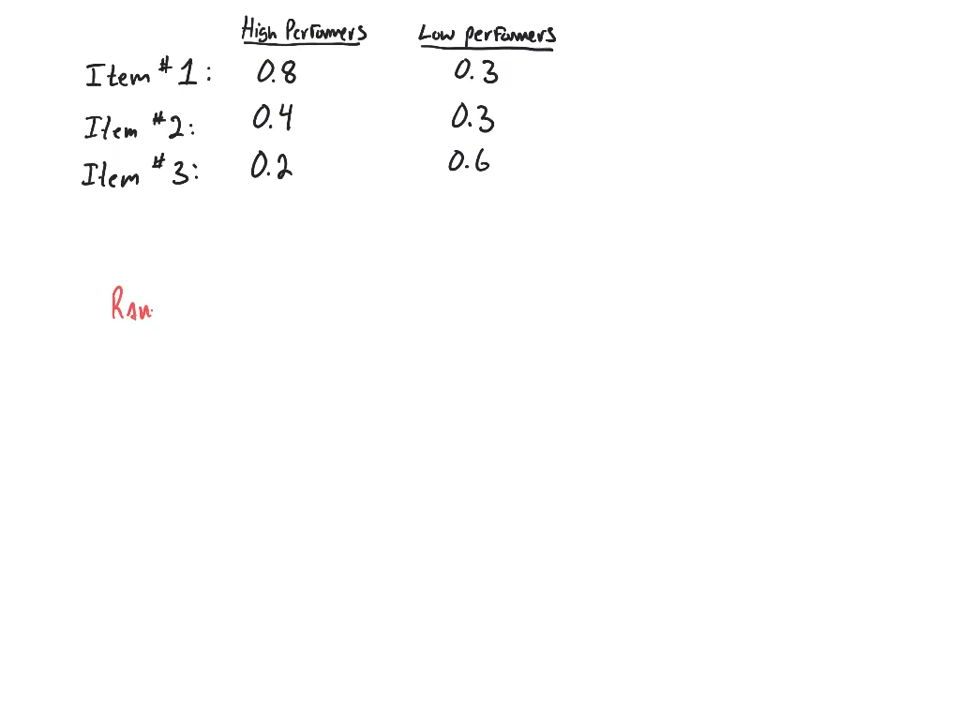 High Performers Low performers
Item #1: 0.8 0.3
Item #2: 0.4 0.3
Item #3: 0.2 0.6
Ran